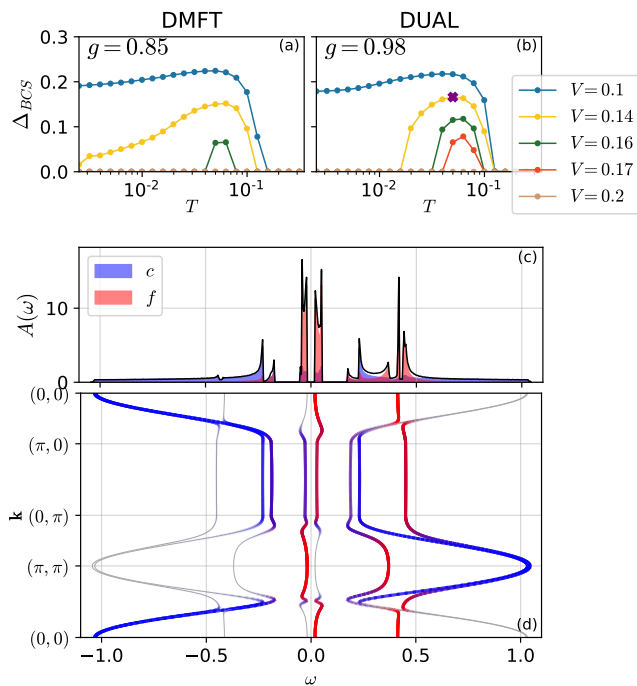 DMFT
DUAL
g = 0.85
(a)
g = 0.98
(b)
0.3
0.2
0.1
0.0
Δ_BCS
10⁻²
10⁻¹
T
10⁻²
10⁻¹
T
V = 0.1
V = 0.14
V = 0.16
V = 0.17
V = 0.2
c
f
(c)
10
0
A(ω)
(0, 0)
(π, 0)
(0, π)
(π, π)
(0, 0)
k
(d)
−1.0
−0.5
0.0
0.5
1.0
ω